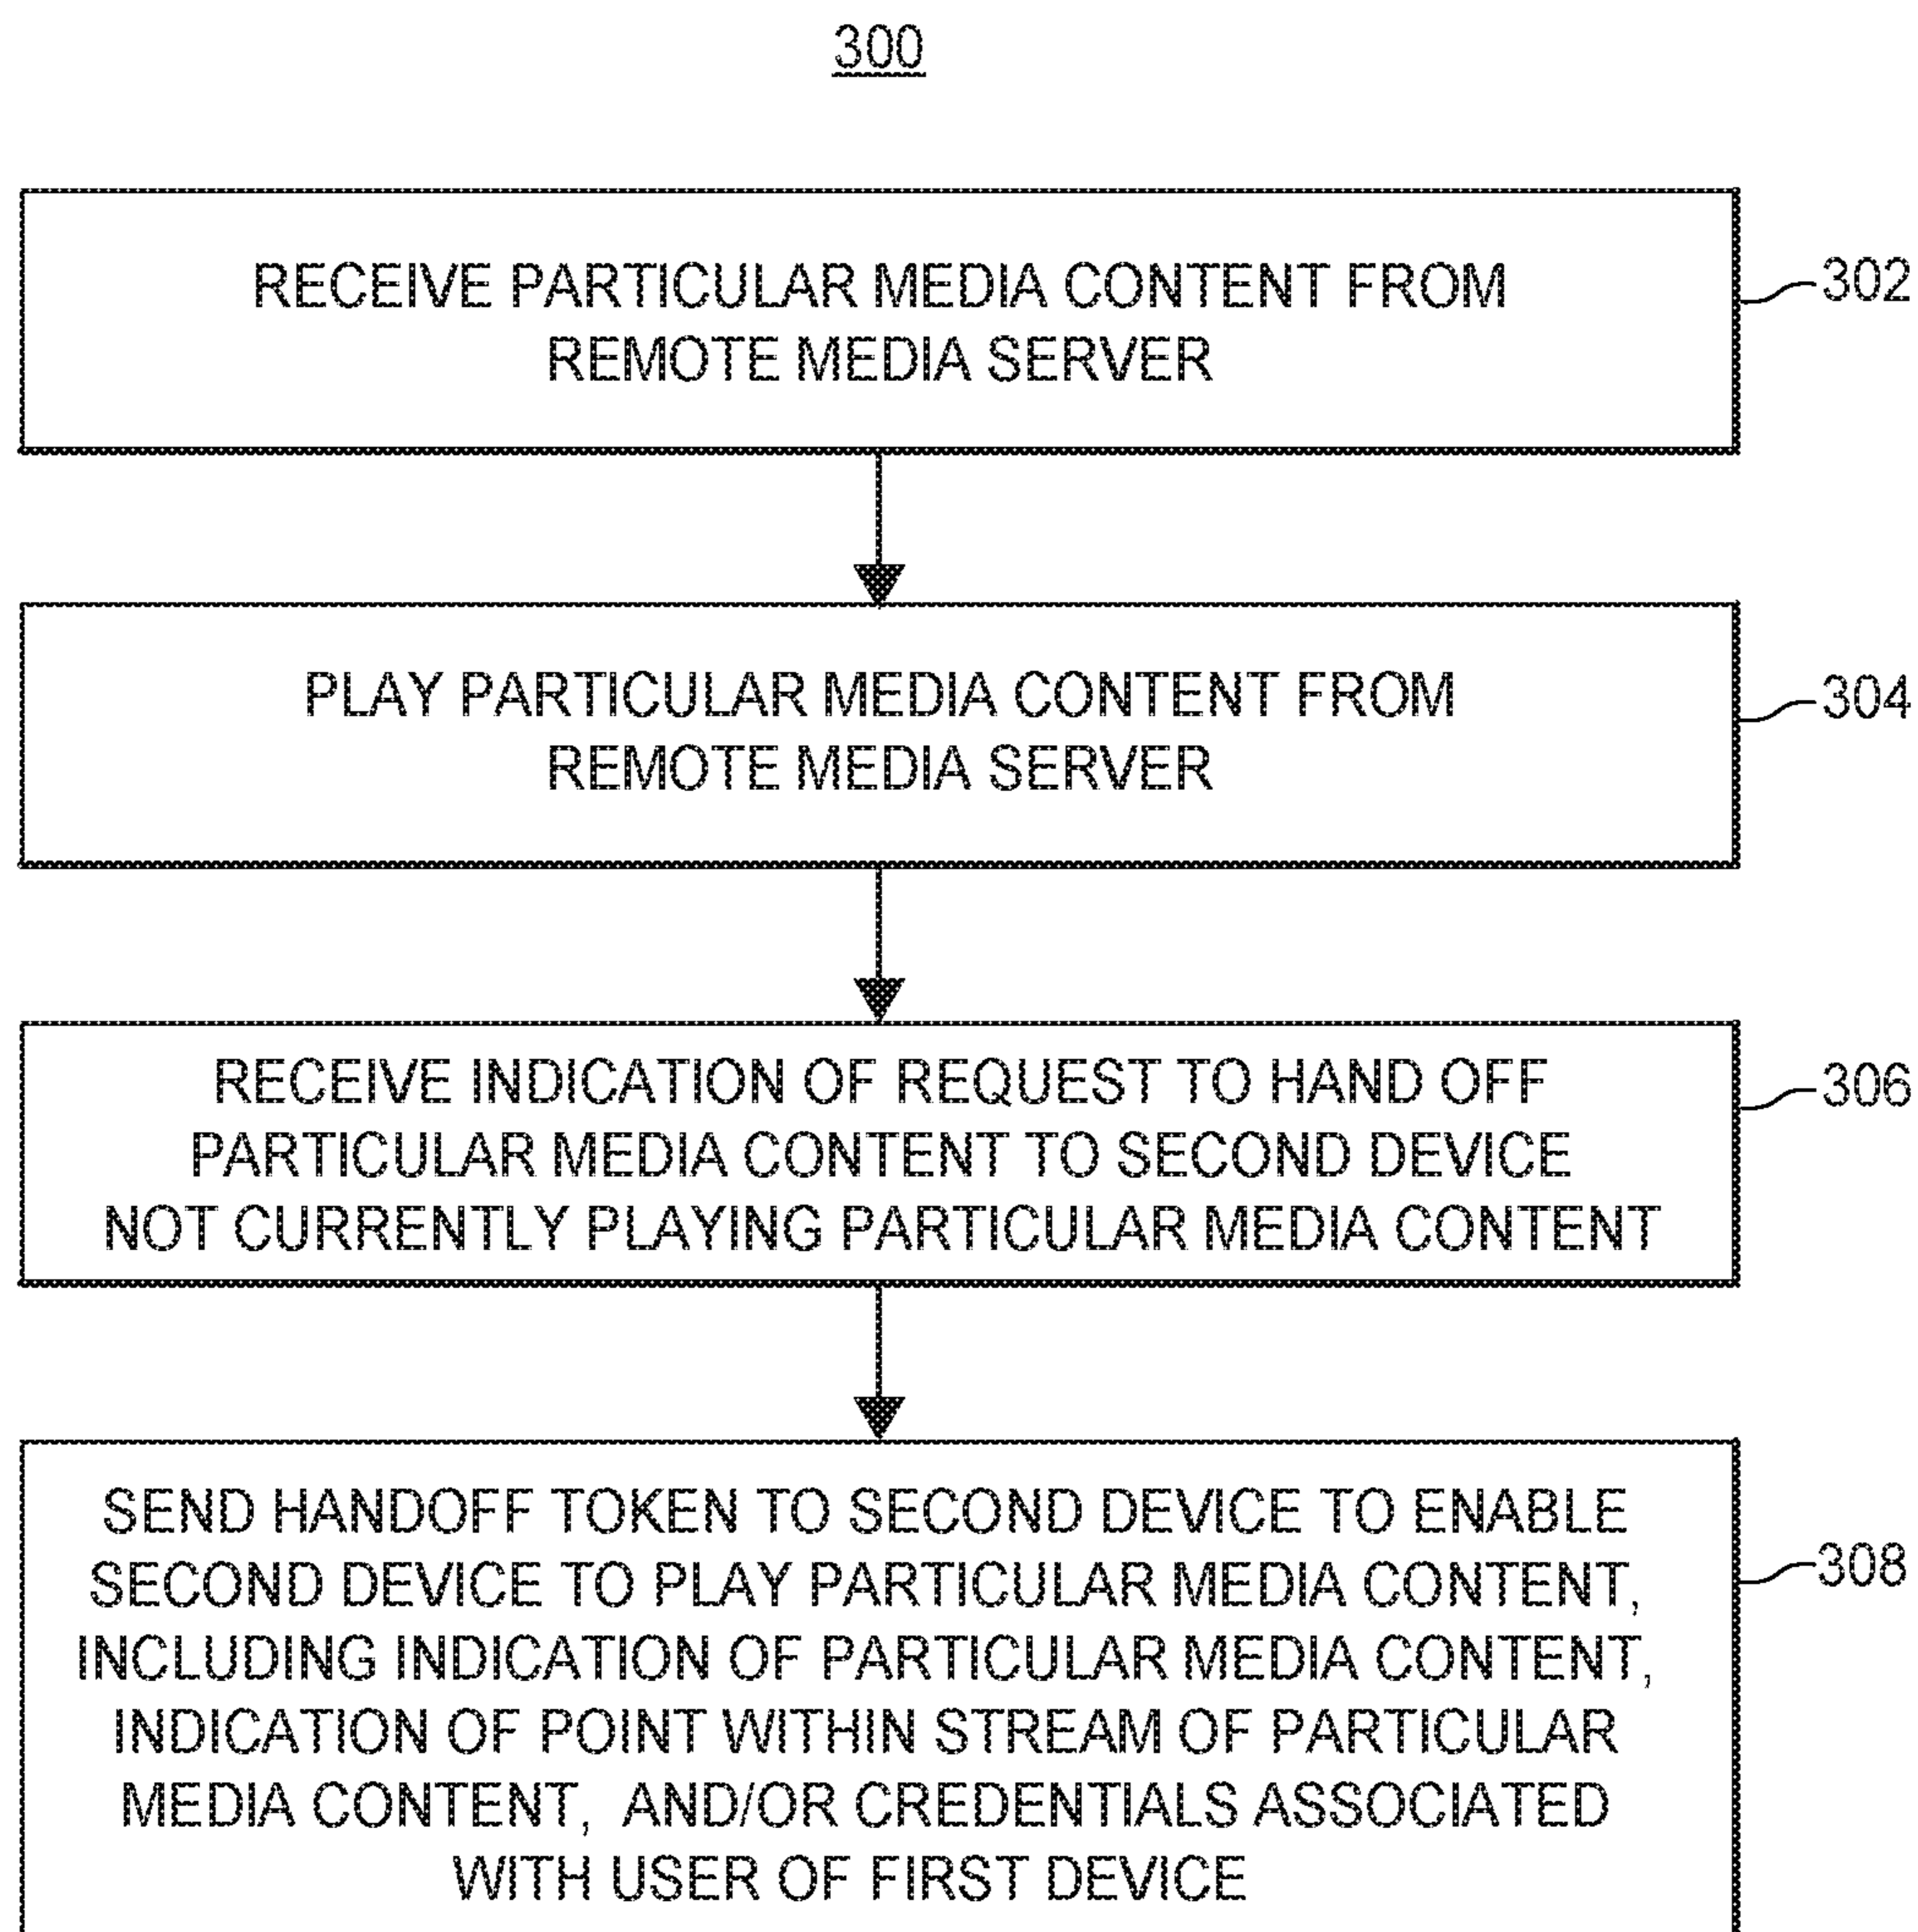 300
RECEIVE PARTICULAR MEDIA CONTENT FROM
REMOTE MEDIA SERVER
302
PLAY PARTICULAR MEDIA CONTENT FROM
REMOTE MEDIA SERVER
304
RECEIVE INDICATION OF REQUEST TO HAND OFF
PARTICULAR MEDIA CONTENT TO SECOND DEVICE
NOT CURRENTLY PLAYING PARTICULAR MEDIA CONTENT
306
SEND HANDOFF TOKEN TO SECOND DEVICE TO ENABLE
SECOND DEVICE TO PLAY PARTICULAR MEDIA CONTENT,
INCLUDING INDICATION OF PARTICULAR MEDIA CONTENT,
INDICATION OF POINT WITHIN STREAM OF PARTICULAR
MEDIA CONTENT, AND/OR CREDENTIALS ASSOCIATED
WITH USER OF FIRST DEVICE
308